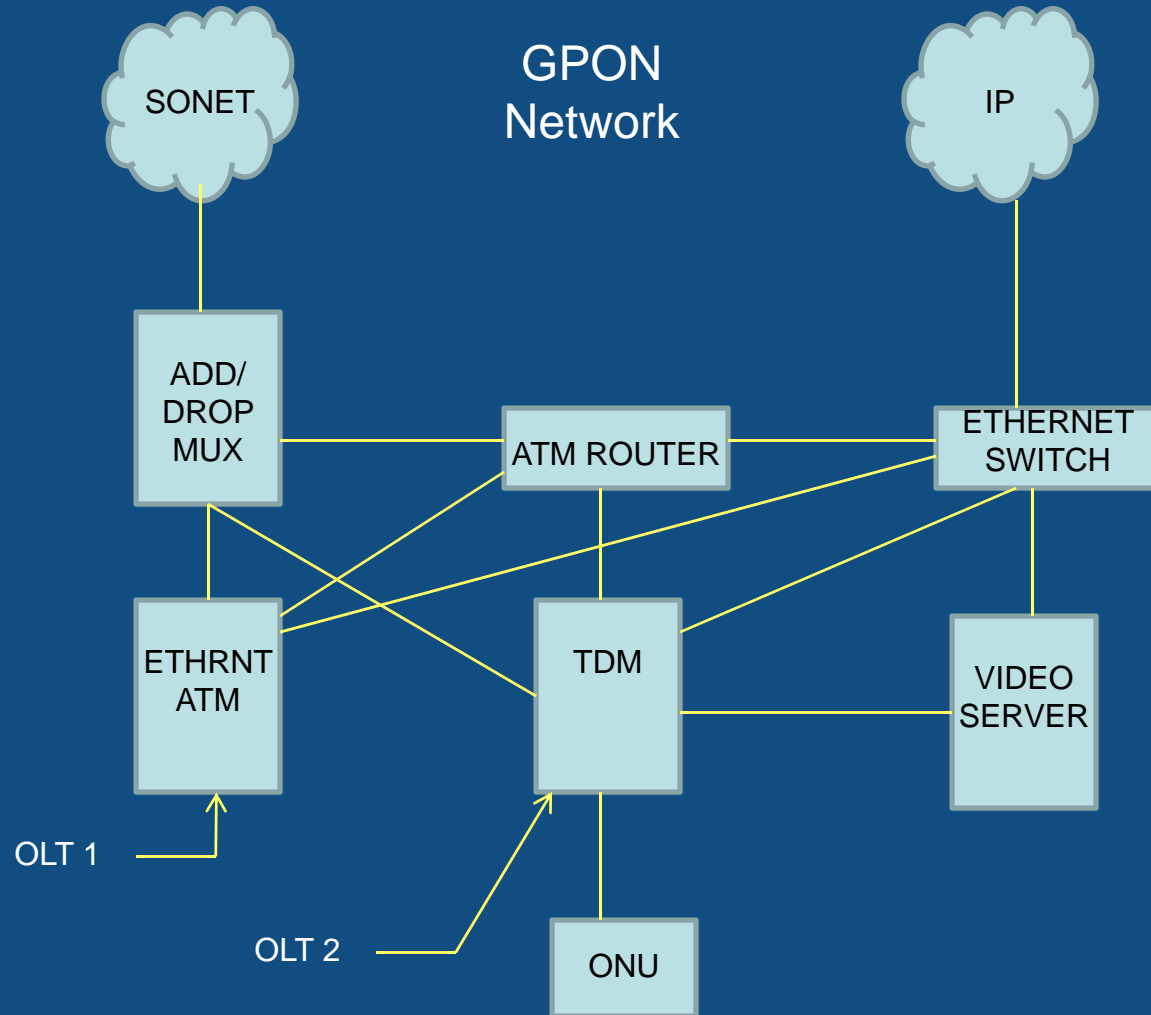 GPON
Network
SONET
IP
ADD/
DROP
MUX
ATM ROUTER
ETHERNET
SWITCH
ETHRNT
ATM
TDM
VIDEO
SERVER
OLT 1
OLT 2
ONU